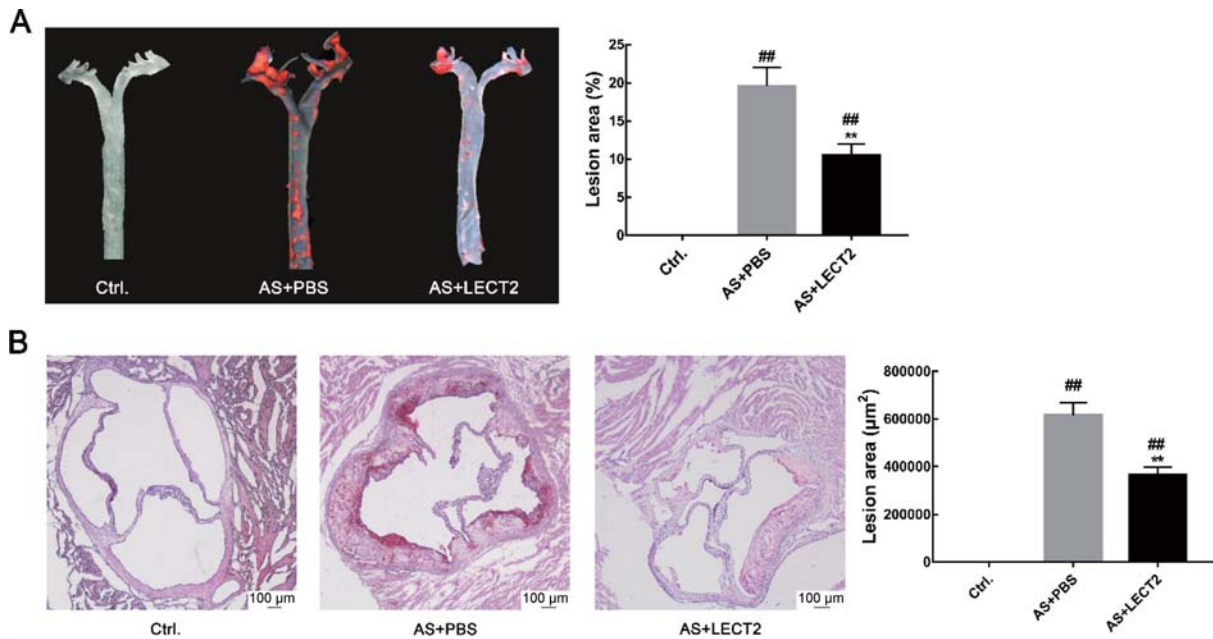 A
Ctrl.
AS+PBS
AS+LECT2
Lesion area (%)
25
20
15
10
5
0
##
##
**
Ctrl.
AS+PBS
AS+LECT2
B
100 µm
100 µm
100 µm
Ctrl.
AS+PBS
AS+LECT2
Lesion area (µm²)
800000
600000
400000
200000
0
##
##
**
Ctrl.
AS+PBS
AS+LECT2